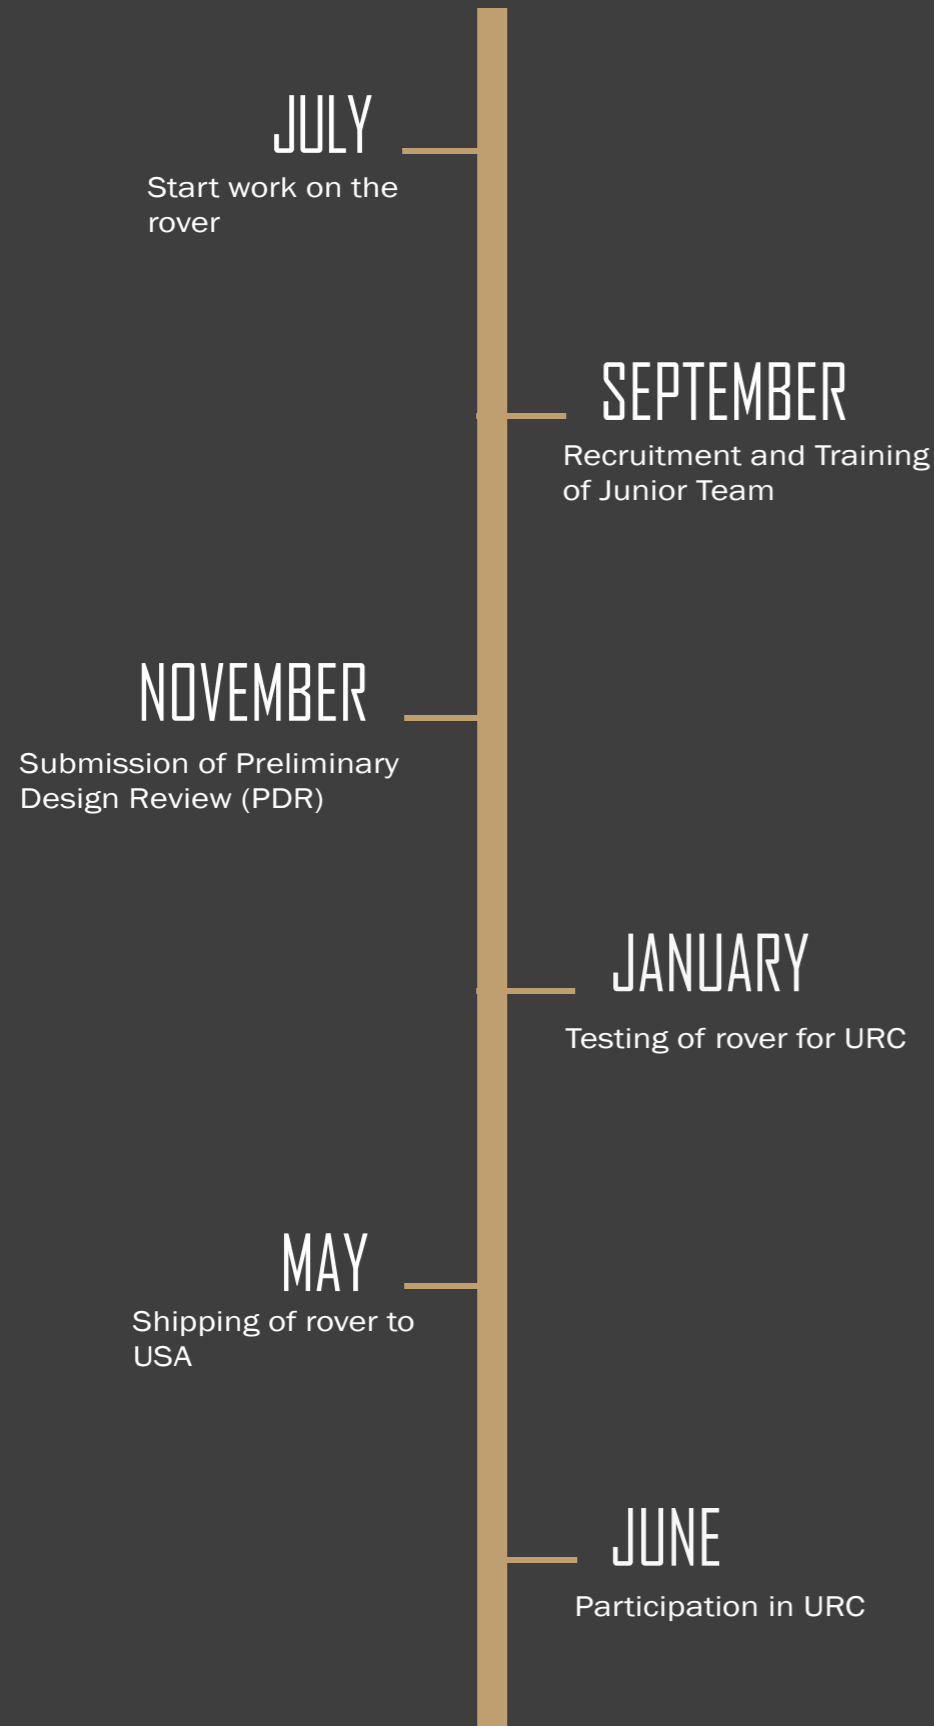 JULY
Start work on the
rover
SEPTEMBER
Recruitment and Training
of Junior Team
NOVEMBER
Submission of Preliminary
Design Review (PDR)
JANUARY
Testing of rover for URC
MAY
Shipping of rover to
USA
JUNE
Participation in URC